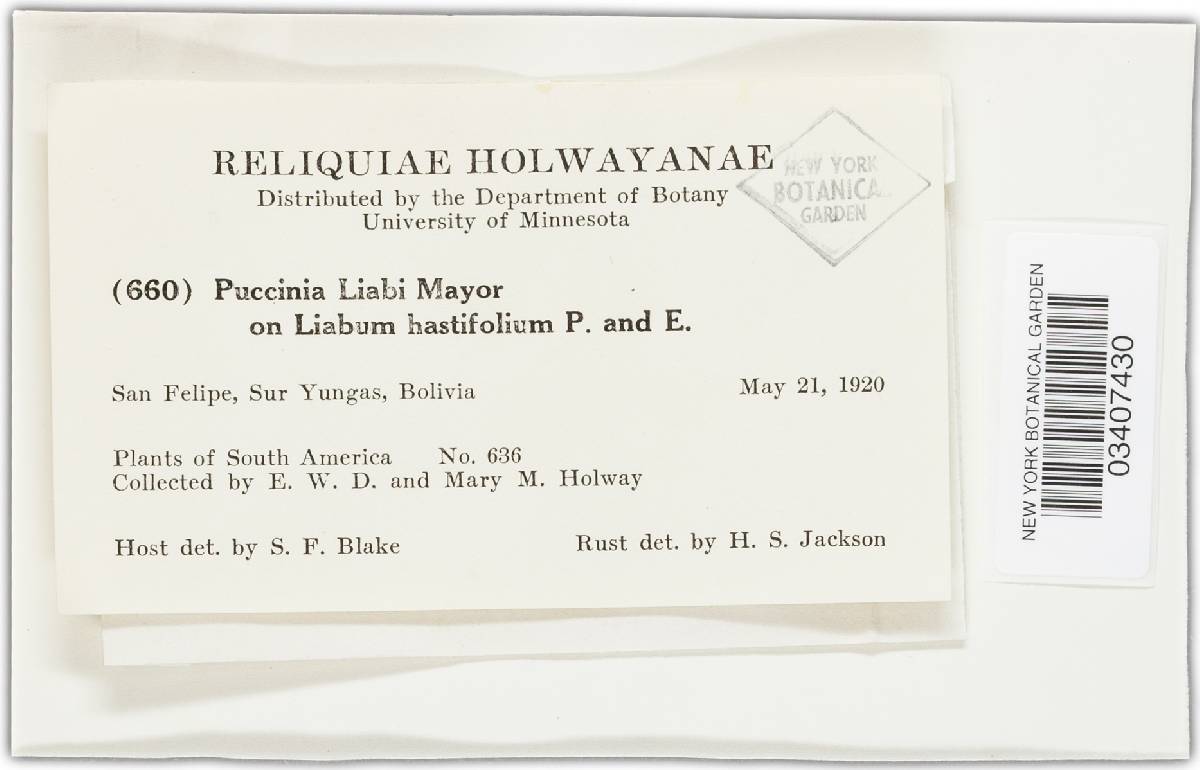 RELIQUIAE HOLWAYANAE
Distributed by the Department of Botany
University of Minnesota
NEW YORK
BOTANICA
GARDEN
(660) Puccinia Liabi Mayor
on Liabum hastifolium P. and E.
San Felipe, Sur Yungas, Bolivia May 21, 1920
Plants of South America No. 636
Collected by E. W. D. and Mary M. Holway
Host det. by S. F. Blake Rust det. by H. S. Jackson
NEW YORK BOTANICAL GARDEN
03407430